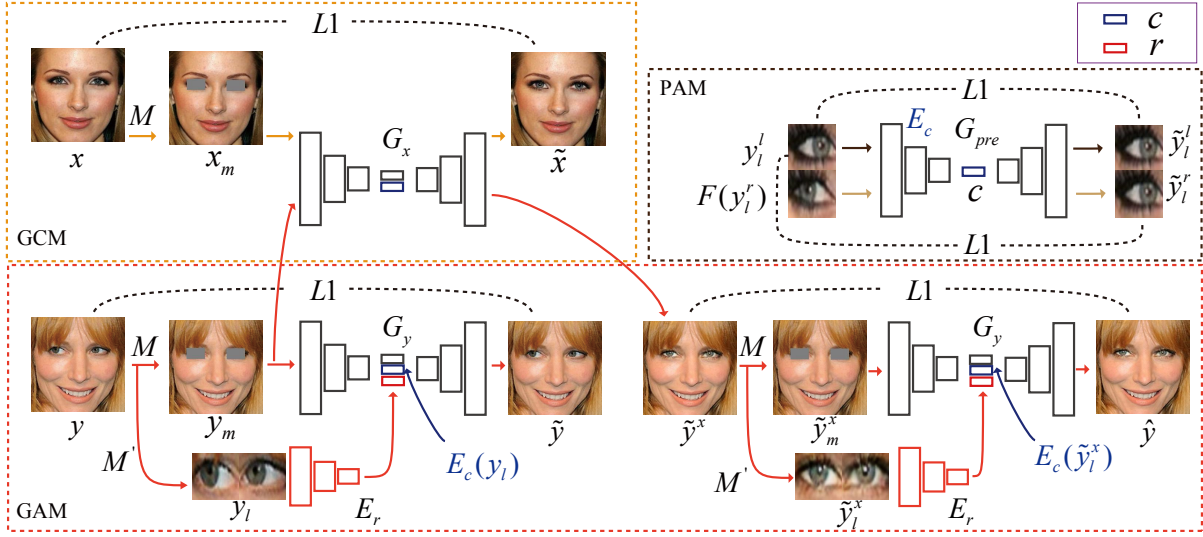 c
r
L1
M
x
x_m
G_x
x̃
GCM
PAM
L1
E_c
G_pre
y_l^l
ỹ_l^l
F(y_l^r)
c
ỹ_l^r
L1
L1
M
G_y
y
y_m
ỹ
M'
E_c(y_l)
y_l
E_r
GAM
L1
M
G_y
ỹ^x
ỹ_m^x
ŷ
M'
E_c(ỹ_l^x)
ỹ_l^x
E_r